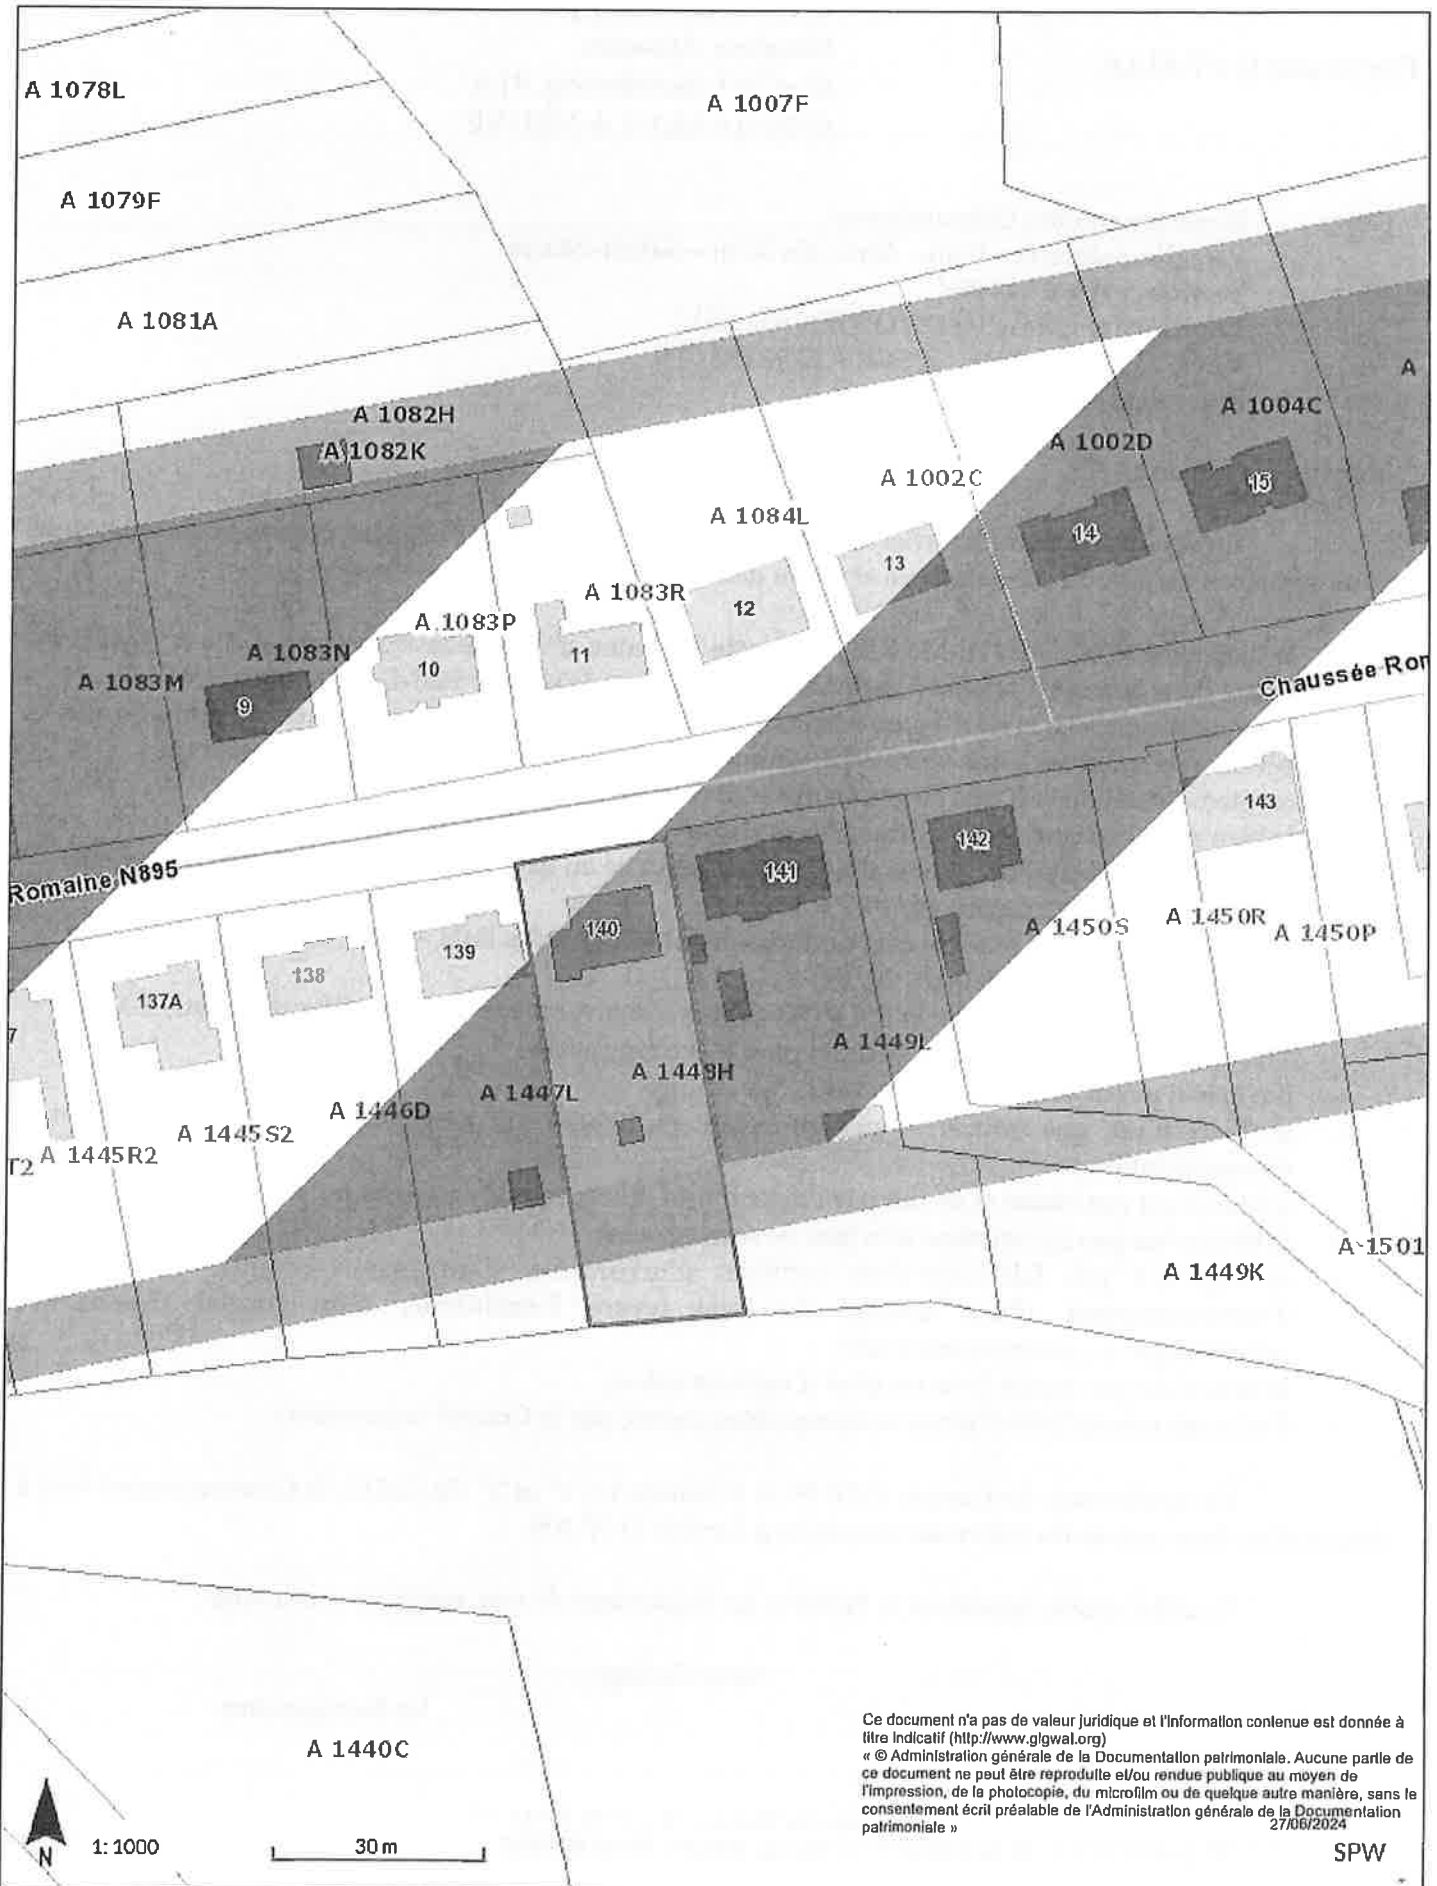 A 1078L
A 1007F
A 1079F
A 1081A
A 1082H
A 1082K
A
A 1004C
A 1002D
A 1002C
15
A 1084L
14
13
A 1083R
12
A 1083P
A 1083N
11
10
A 1083M
9
Chaussée Rom
143
142
141
Romaine N895
140
139
138
137A
7
A 1450S
A 1450R
A 1450P
A 1449L
A 1448H
A 1447L
A 1446D
A 1445S2
A 1445R2
T2
A 1501
A 1449K
A 1440C
Ce document n'a pas de valeur juridique et l'information contenue est donnée à
titre indicatif (http://www.gigwal.org)
« © Administration générale de la Documentation patrimoniale. Aucune partie de
ce document ne peut être reproduite et/ou rendue publique au moyen de
l'impression, de la photocopie, du microfilm ou de quelque autre manière, sans le
consentement écrit préalable de l'Administration générale de la Documentation
patrimoniale »
27/06/2024
N
1: 1000
30 m
SPW